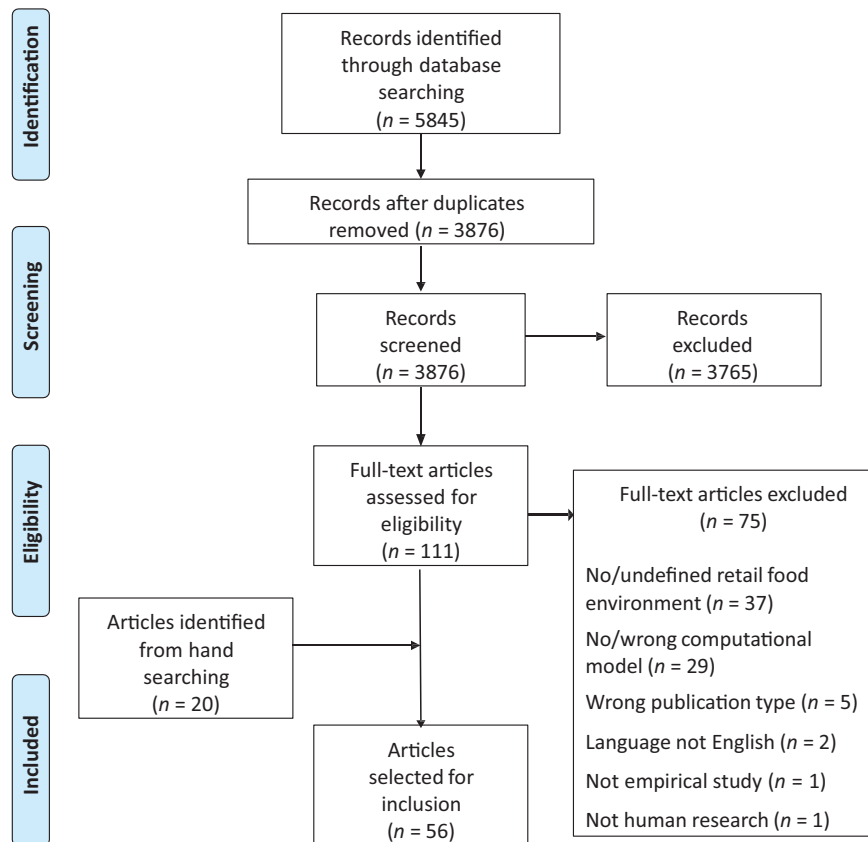 Identification
Records identified
through database
searching
(n = 5845)
Records after duplicates
removed (n = 3876)
Screening
Records
screened
(n = 3876)
Records
excluded
(n = 3765)
Eligibility
Full-text articles
assessed for
eligibility
(n = 111)
Full-text articles excluded
(n = 75)
No/undefined retail food
environment (n = 37)
No/wrong computational
model (n = 29)
Wrong publication type (n = 5)
Language not English (n = 2)
Not empirical study (n = 1)
Not human research (n = 1)
Articles identified
from hand
searching
(n = 20)
Included
Articles
selected for
inclusion
(n = 56)